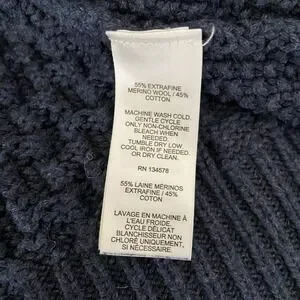 55% EXTRAFINE
MERINO WOOL / 45%
COTTON
MACHINE WASH COLD.
GENTLE CYCLE
ONLY NON-CHLORINE
BLEACH WHEN
NEEDED.
TUMBLE DRY LOW
COOL IRON IF NEEDED.
OR DRY CLEAN.
RN 134578
55% LAINE MÉRINOS
EXTRAFINE / 45%
COTON
LAVAGE EN MACHINE À
L'EAU FROIDE,
CYCLE DÉLICAT
BLANCHISSEUR NON
CHLORÉ UNIQUEMENT,
SI NÉCESSAIRE.